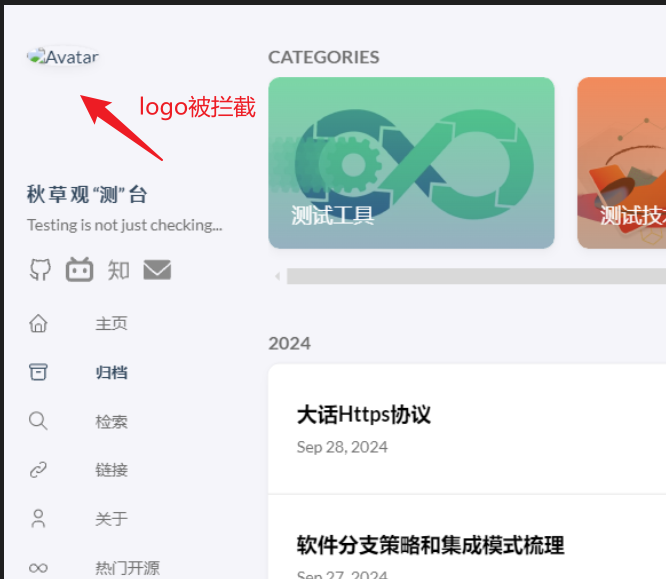 Avatar
logo被拦截
秋草观“测”台
Testing is not just checking...
知
主页
归档
检索
链接
关于
热门开源
CATEGORIES
测试工具
测试技
2024
大话Https协议
Sep 28, 2024
软件分支策略和集成模式梳理
Sep 27, 2024